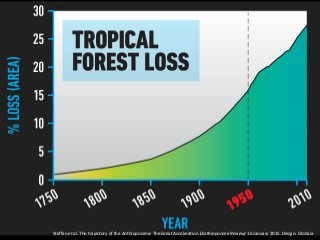 30
25
20
15
10
5
0
% LOSS (AREA)
TROPICAL
FOREST LOSS
1750
1800
1850
1900
1950
2010
YEAR
Steffen et al. The trajectory of the Anthropocene: The Great Acceleration (Anthropocene Review) 16 January 2015. Design: Globaia